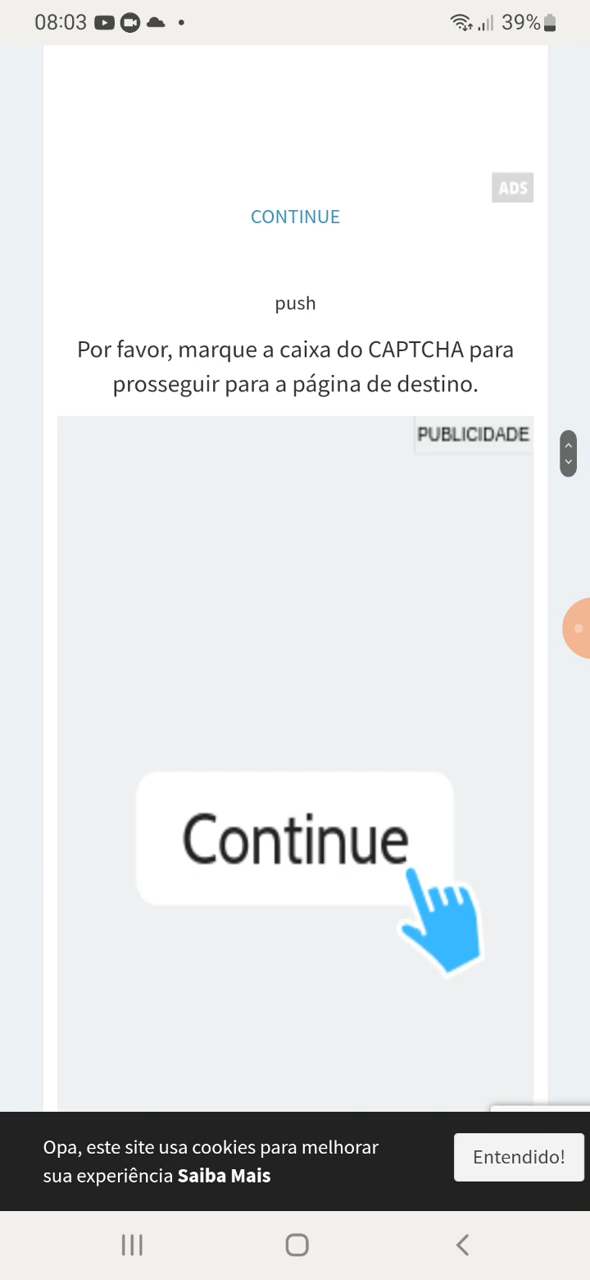 08:03
39%
ADS
CONTINUE
push
Por favor, marque a caixa do CAPTCHA para
prosseguir para a página de destino.
PUBLICIDADE
Continue
Opa, este site usa cookies para melhorar
sua experiência Saiba Mais
Entendido!